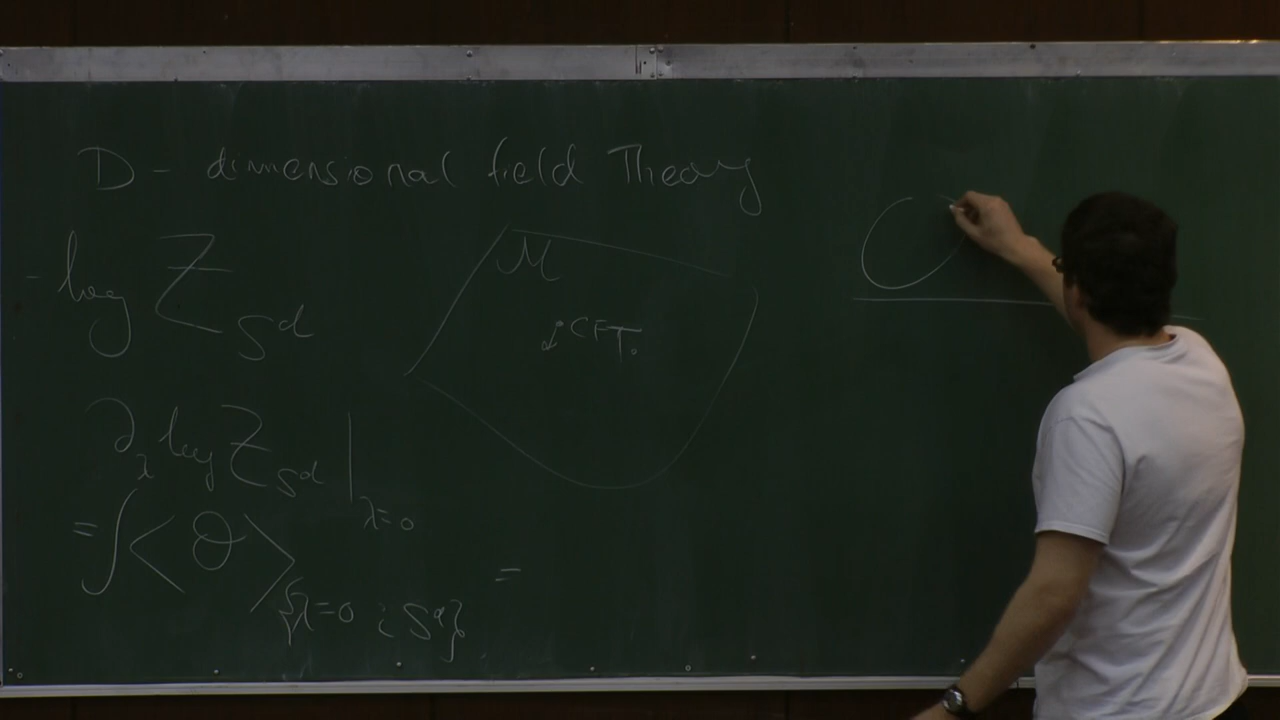 D - dimensional field Theory
- log Z_{S^d}
M
CFT.
∂_λ log Z_{S^d} |_{λ=0}
= ∫< O >_{{λ=0 ; S^d}} =